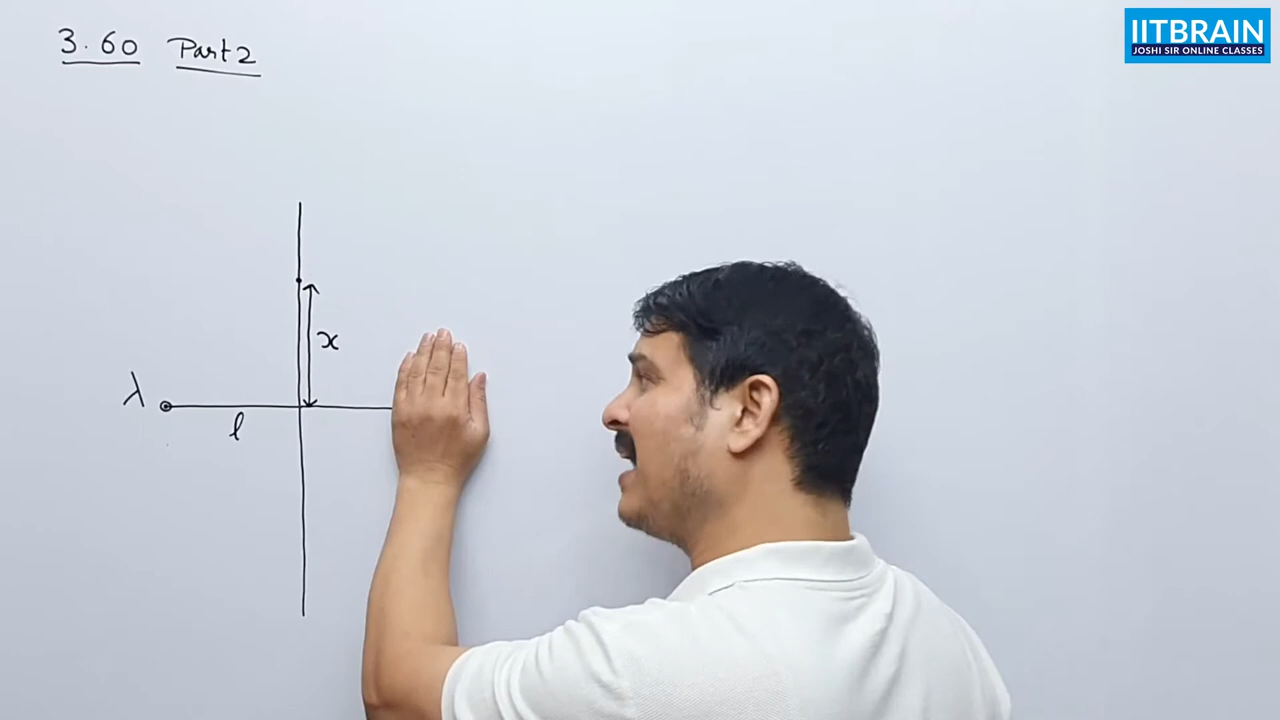 3.60 Part 2
IITBRAIN
JOSHI SIR ONLINE CLASSES
x
λ
l